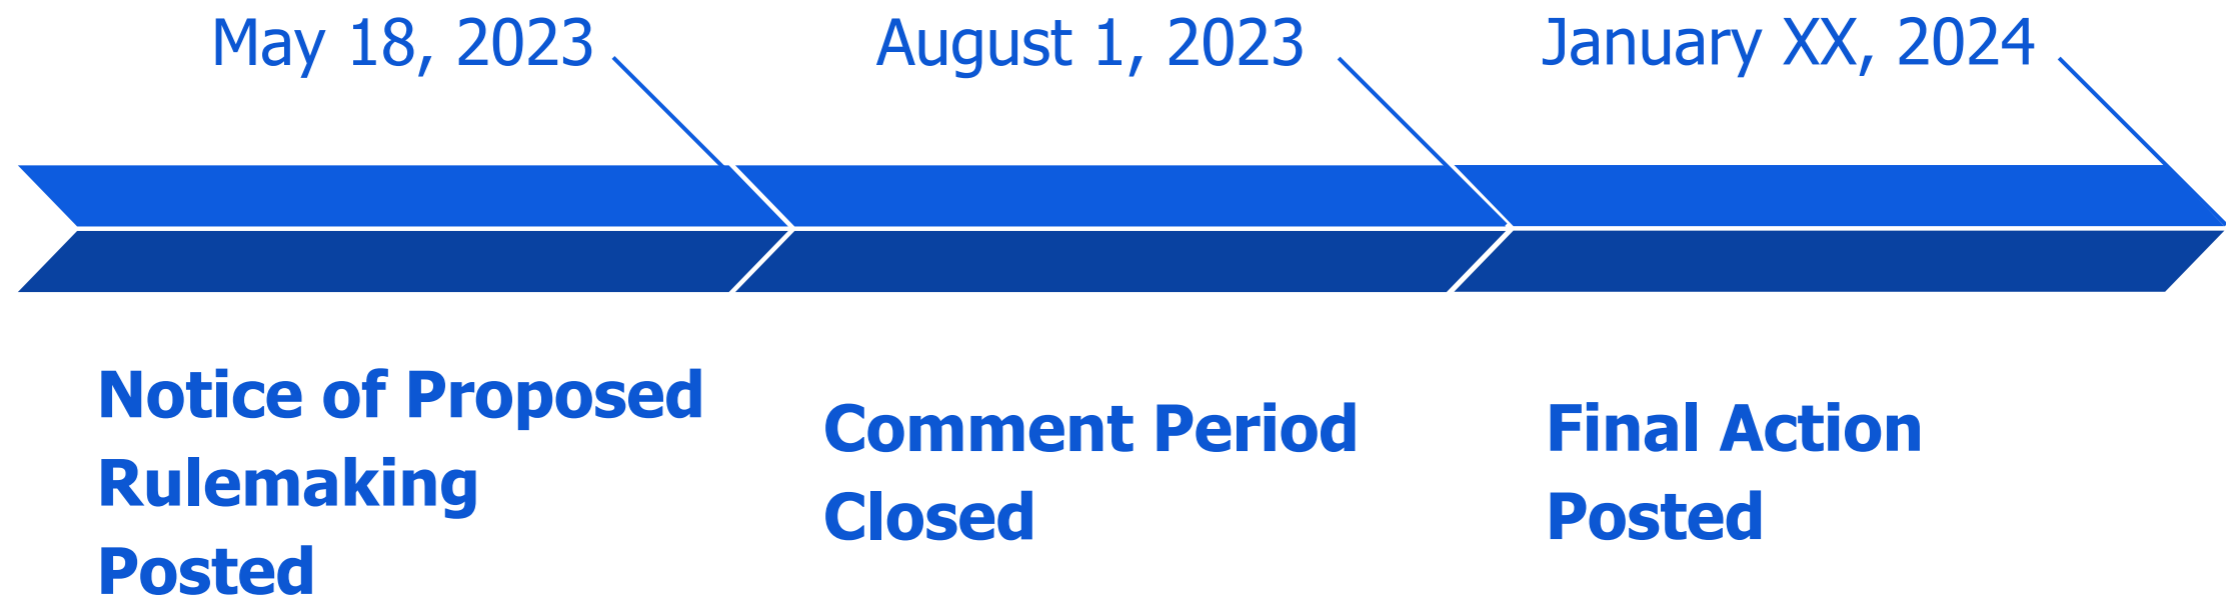 May 18, 2023
August 1, 2023
January XX, 2024
Notice of Proposed
Rulemaking
Posted
Comment Period
Closed
Final Action
Posted